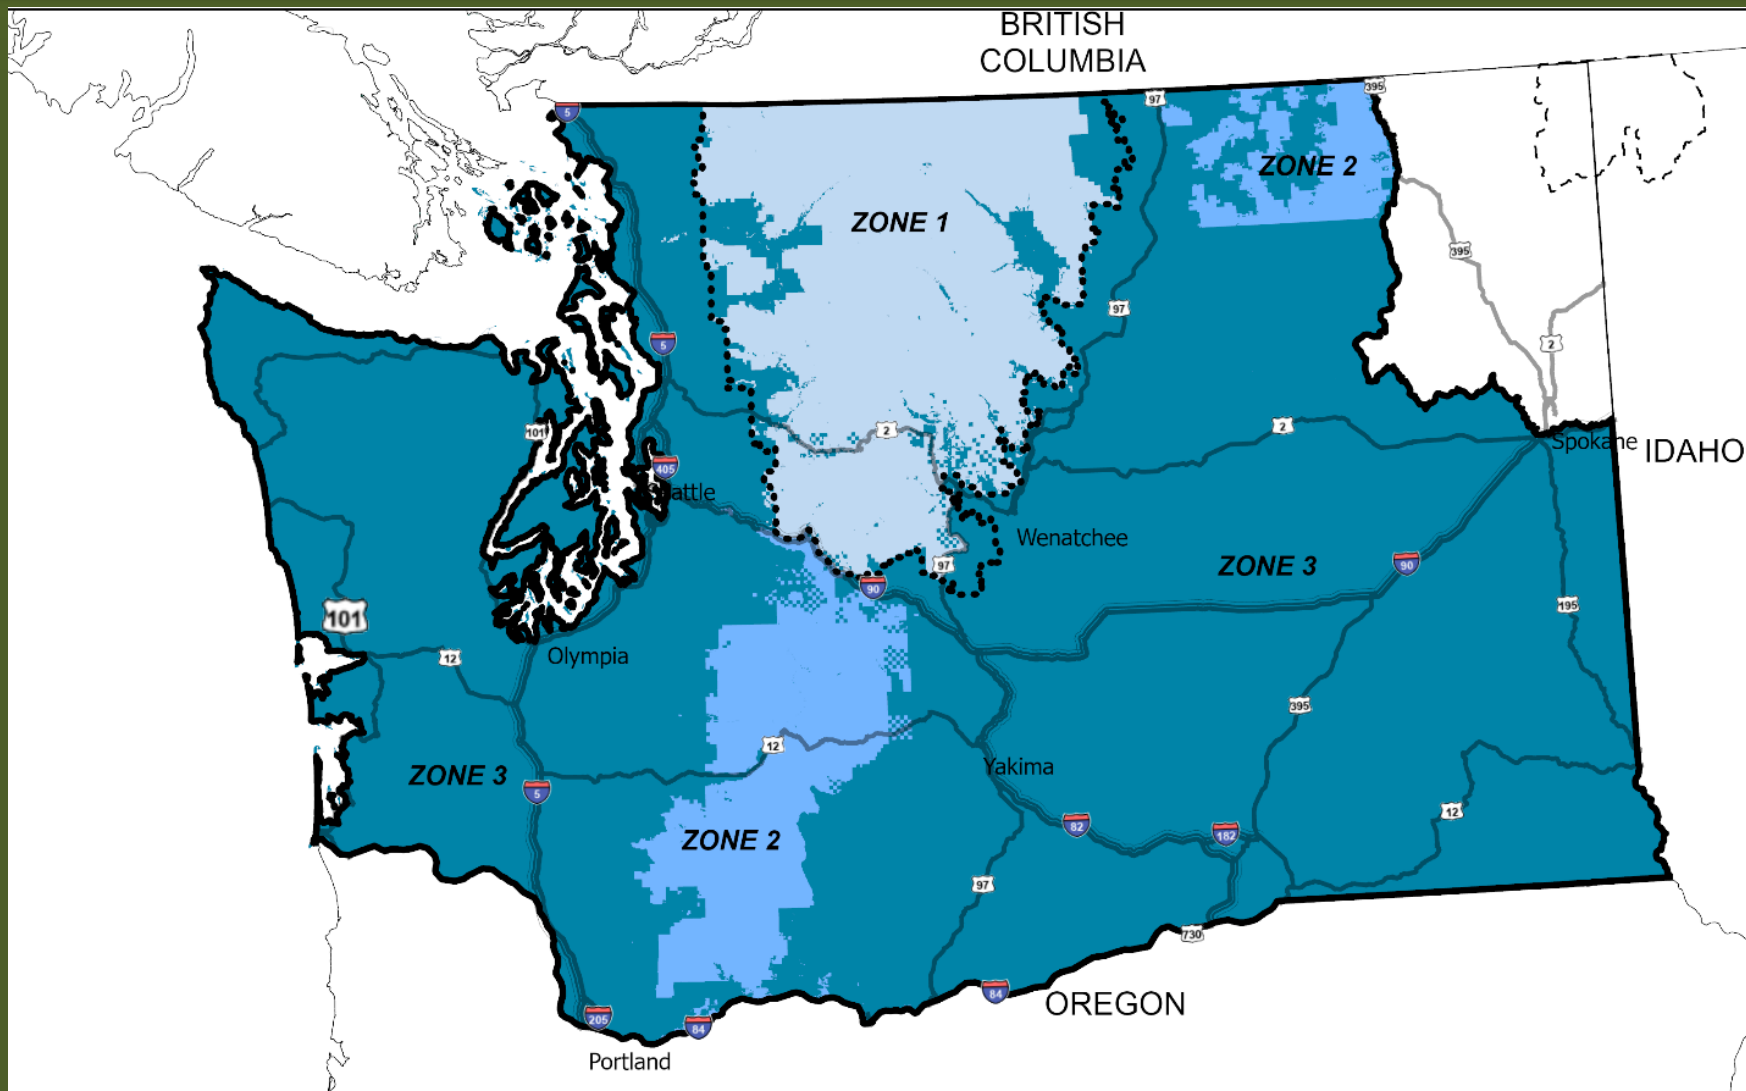 BRITISH
COLUMBIA
395
97
5
ZONE 2
ZONE 1
395
97
5
2
2
2
101
Spokane
IDAHO
405
Seattle
Wenatchee
ZONE 3
90
97
90
195
101
Olympia
12
395
12
Yakima
ZONE 3
5
12
82
182
ZONE 2
97
730
84
OREGON
205
84
Portland